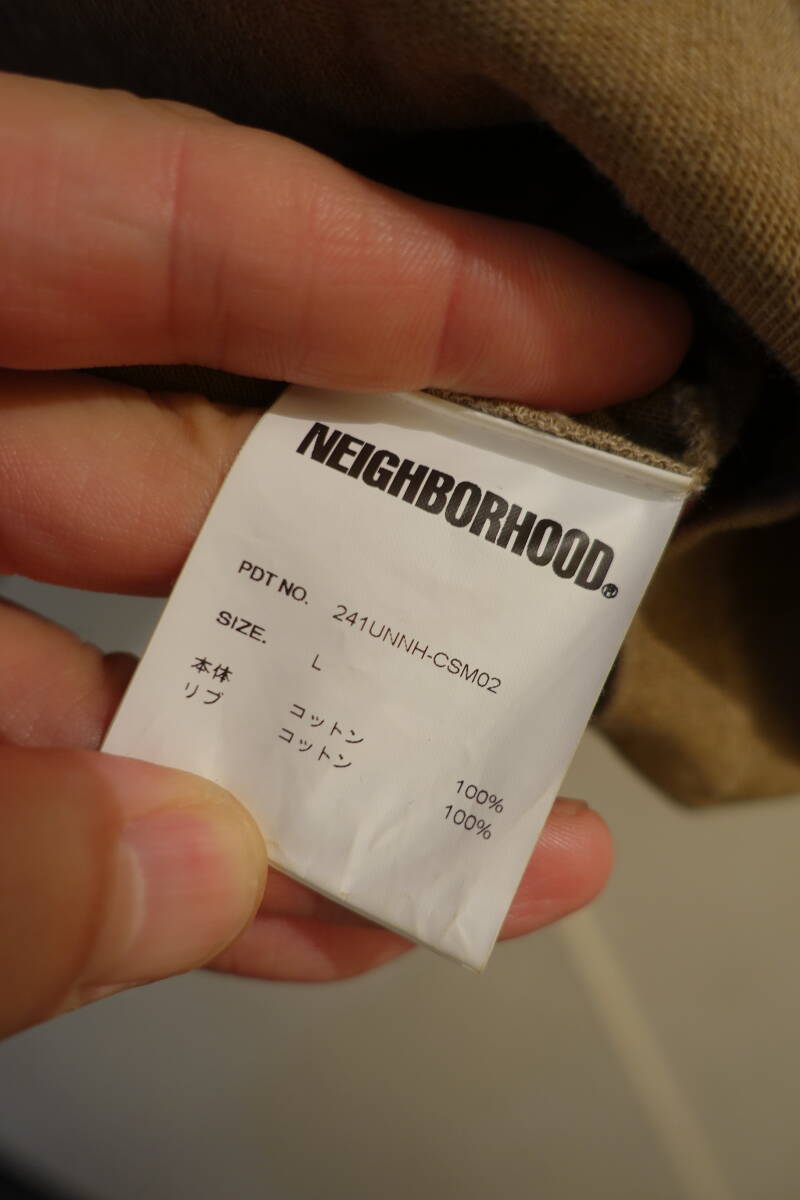 NEIGHBORHOOD®
PDT NO. 241UNNH-CSM02
SIZE. L
本体 コットン 100%
リブ コットン 100%